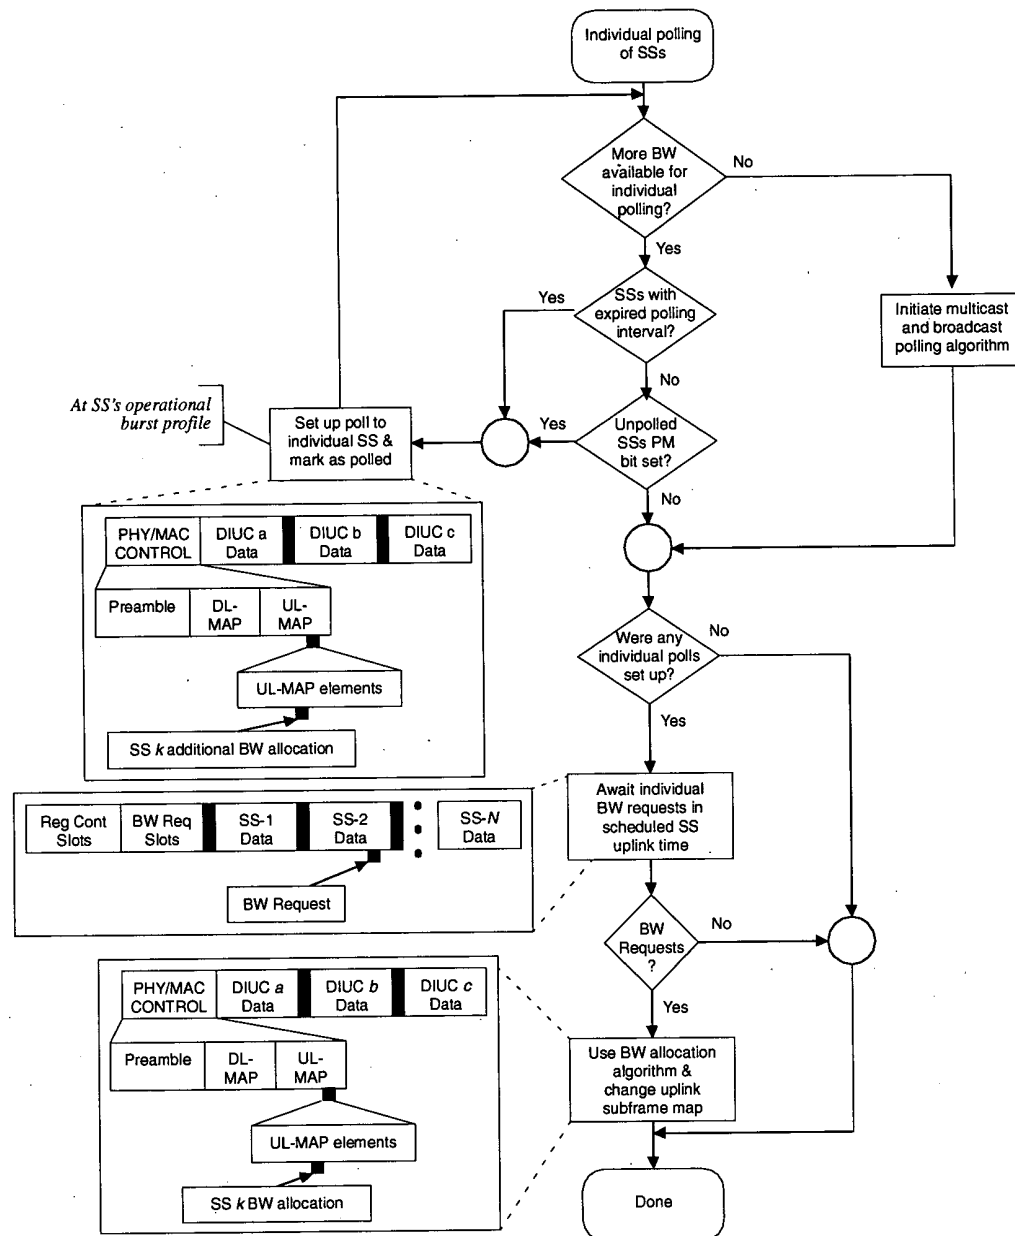 Individual polling
of SSs
More BW
available for
individual
polling?
No
Yes
SSs with
expired polling
interval?
Yes
No
Initiate multicast
and broadcast
polling algorithm
At SS's operational
burst profile
Set up poll to
individual SS &
mark as polled
Yes
Unpolled
SSs PM
bit set?
No
PHY/MAC
CONTROL
DIUC a
Data
DIUC b
Data
DIUC c
Data
Preamble
DL-
MAP
UL-
MAP
UL-MAP elements
SS k additional BW allocation
Were any
individual polls
set up?
No
Yes
Await individual
BW requests in
scheduled SS
uplink time
Reg Cont
Slots
BW Req
Slots
SS-1
Data
SS-2
Data
SS-N
Data
BW Request
BW
Requests
?
No
Yes
PHY/MAC
CONTROL
DIUC a
Data
DIUC b
Data
DIUC c
Data
Preamble
DL-
MAP
UL-
MAP
UL-MAP elements
SS k BW allocation
Use BW allocation
algorithm &
change uplink
subframe map
Done